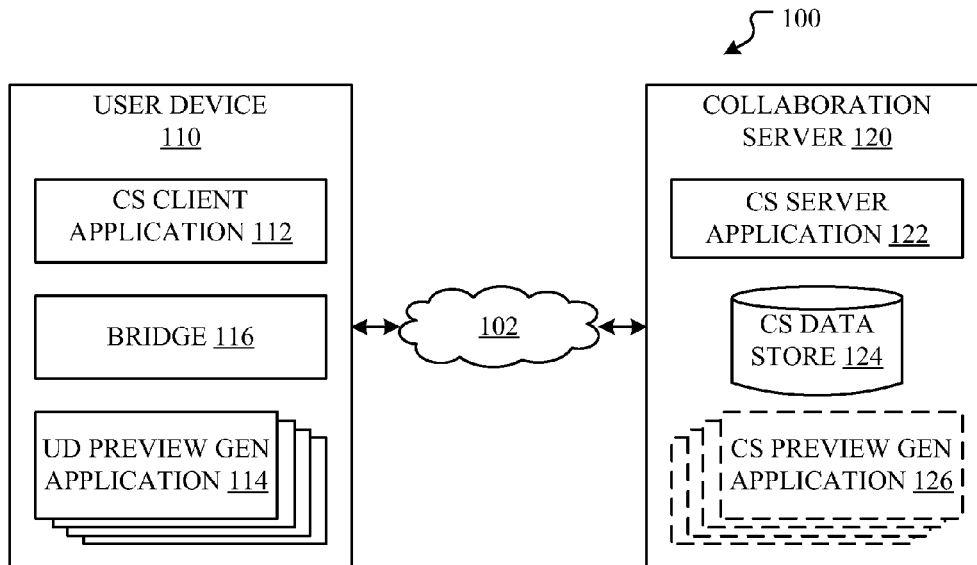 100
USER DEVICE
110
CS CLIENT
APPLICATION 112
BRIDGE 116
UD PREVIEW GEN
APPLICATION 114
102
COLLABORATION
SERVER 120
CS SERVER
APPLICATION 122
CS DATA
STORE 124
CS PREVIEW GEN
APPLICATION 126